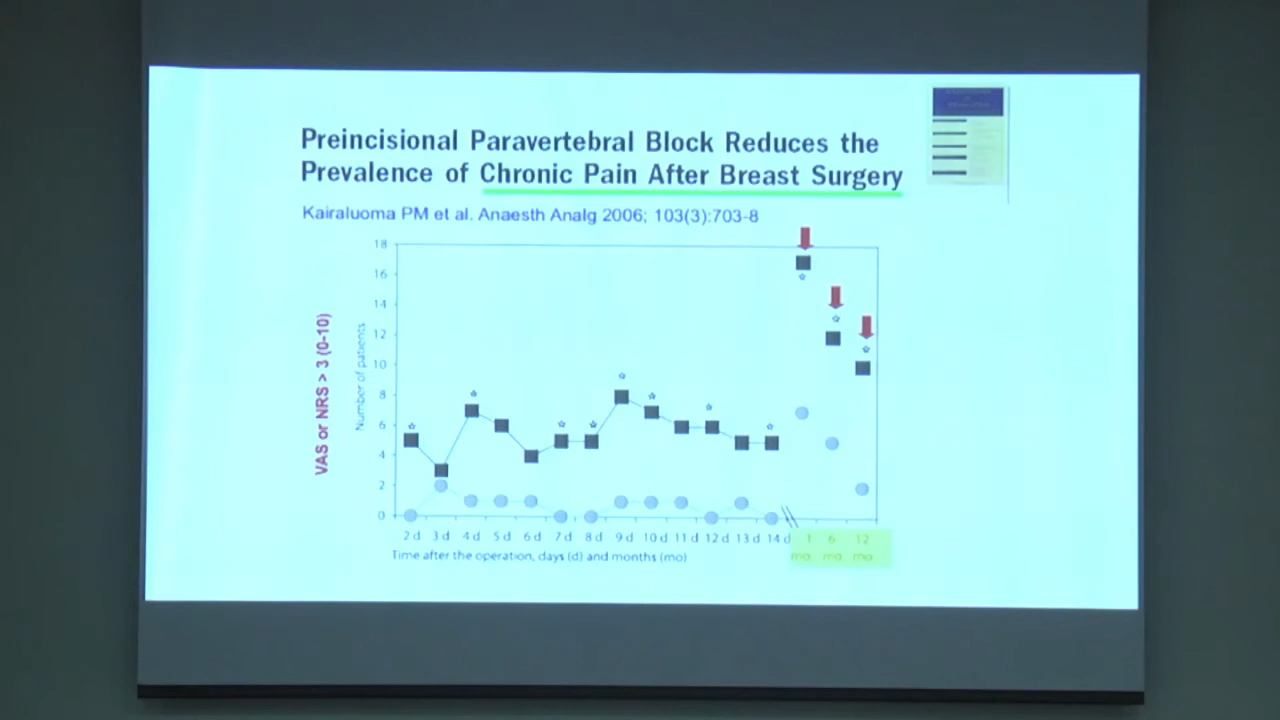 Preincisional Paravertebral Block Reduces the
Prevalence of Chronic Pain After Breast Surgery
Kairaluoma PM et al. Anaesth Analg 2006; 103(3):703-8
VAS or NRS > 3 (0-10)
Number of patients
18
16
14
12
10
8
6
4
2
0
2 d 3 d 4 d 5 d 6 d 7 d 8 d 9 d 10 d 11 d 12 d 13 d 14 d 1 6 12
mo mo mo
Time after the operation, days (d) and months (mo)